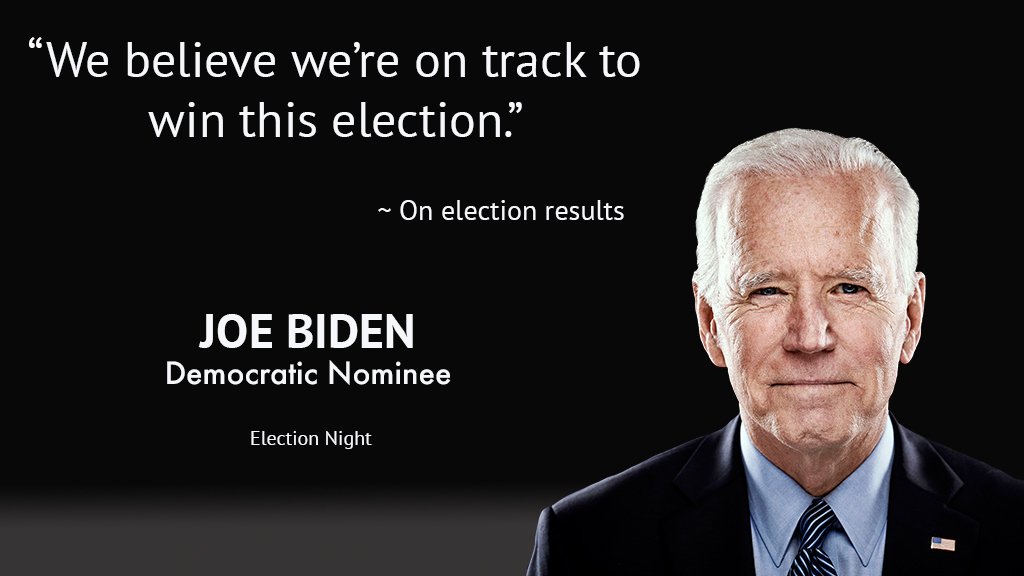 “We believe we’re on track to
win this election.”
~ On election results
JOE BIDEN
Democratic Nominee
Election Night